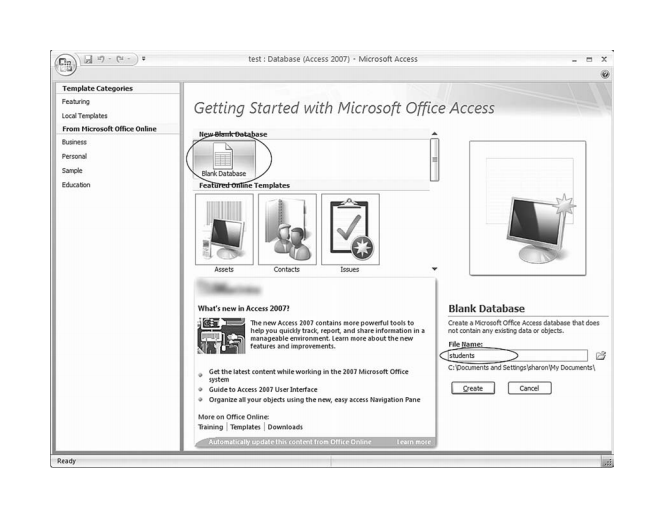 test : Database (Access 2007) - Microsoft Access
Template Categories
Featuring
Local Templates
From Microsoft Office Online
Business
Personal
Sample
Education
Getting Started with Microsoft Office Access
New Blank Database
Blank Database
Featured Online Templates
Assets
Contacts
Issues
What's new in Access 2007?
The new Access 2007 contains more powerful tools to
help you quickly track, report, and share information in a
manageable environment. Learn more about the new
features and improvements.
Get the latest content while working in the 2007 Microsoft Office
system
Guide to Access 2007 User Interface
Organize all your objects using the new, easy access Navigation Pane
More on Office Online:
Training | Templates | Downloads
Automatically update this content from Office Online
Learn more
Blank Database
Create a Microsoft Office Access database that does
not contain any existing data or objects.
File Name:
students
C:\Documents and Settings\sharon\My Documents\
Create
Cancel
Ready